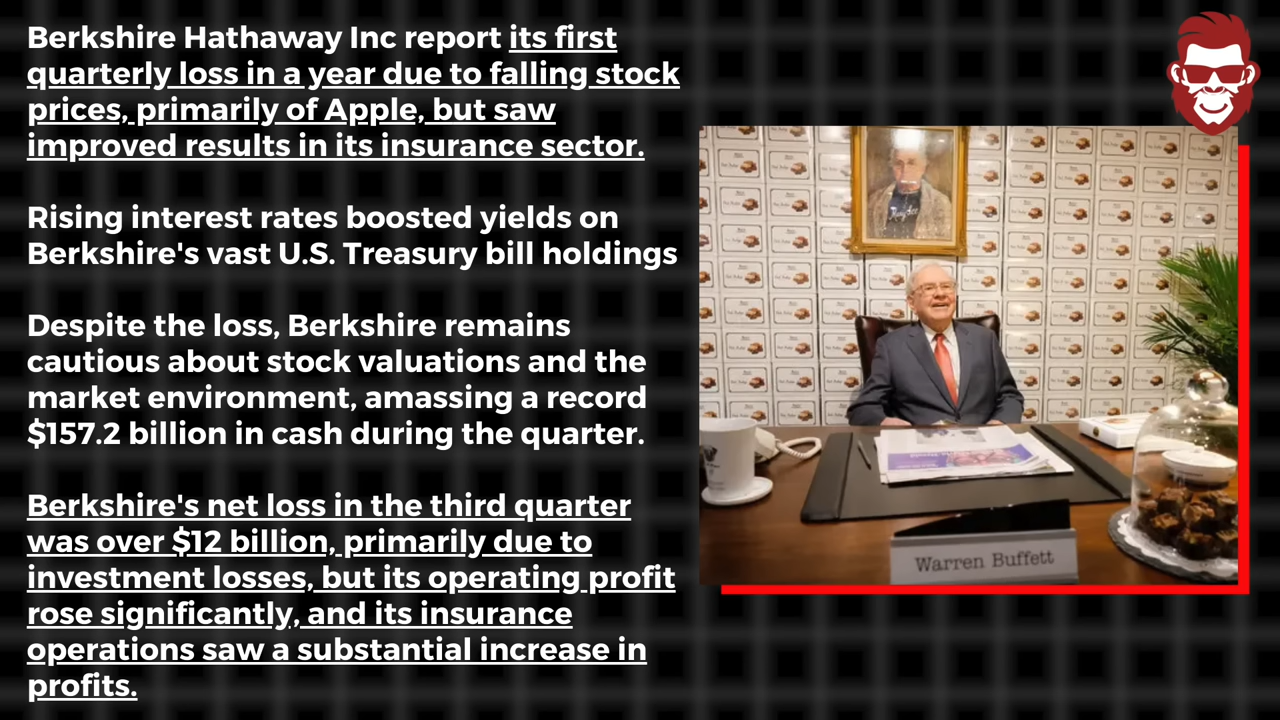 Berkshire Hathaway Inc report its first
quarterly loss in a year due to falling stock
prices, primarily of Apple, but saw
improved results in its insurance sector.
Rising interest rates boosted yields on
Berkshire's vast U.S. Treasury bill holdings
Despite the loss, Berkshire remains
cautious about stock valuations and the
market environment, amassing a record
$157.2 billion in cash during the quarter.
Berkshire's net loss in the third quarter
was over $12 billion, primarily due to
investment losses, but its operating profit
rose significantly, and its insurance
operations saw a substantial increase in
profits.
Warren Buffett